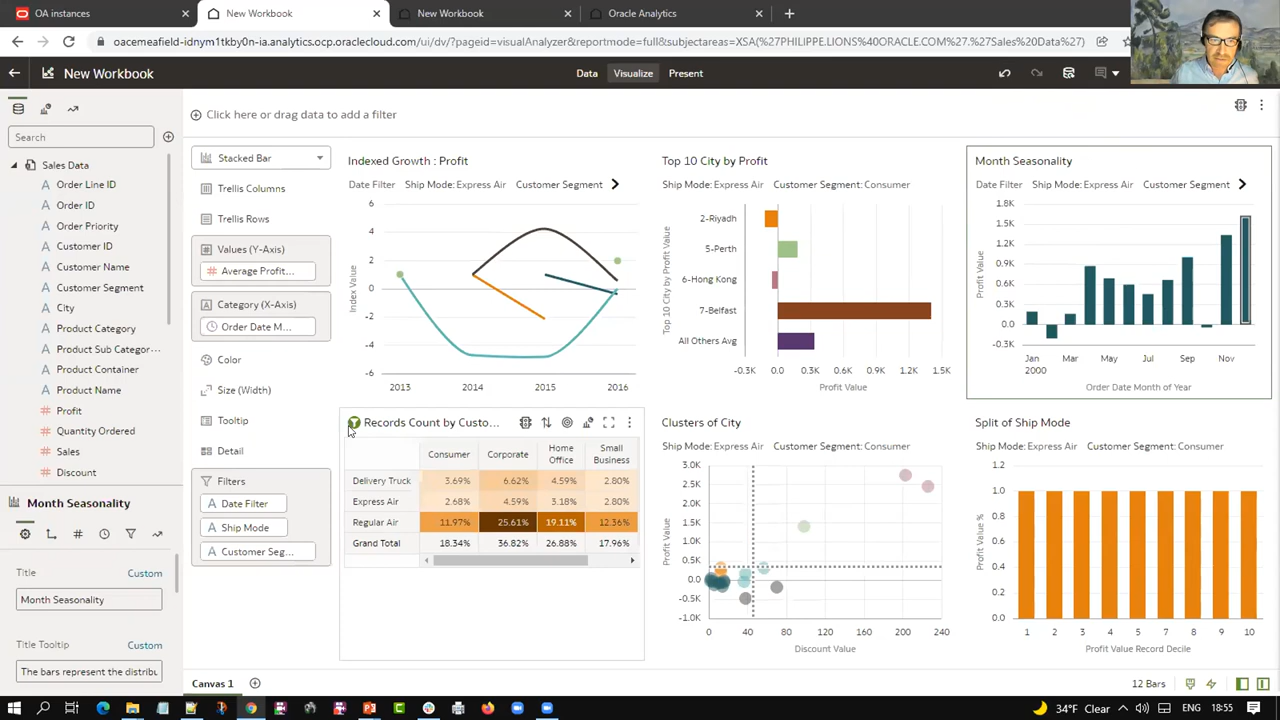 OA instances
New Workbook
New Workbook
Oracle Analytics
oacemeafield-idnym1tkby0n-ia.analytics.ocp.oraclecloud.com/ui/dv/?pageid=visualAnalyzer&reportmode=full&subjectareas=XSA(%27PHILIPPE.LIONS%40ORACLE.COM%27.%27Sales%20Data%27)
New Workbook
Data
Visualize
Present
Click here or drag data to add a filter
Search
Sales Data
Order Line ID
Order ID
Order Priority
Customer ID
Customer Name
Customer Segment
City
Product Category
Product Sub Categor...
Product Container
Product Name
Profit
Quantity Ordered
Sales
Discount
Month Seasonality
Title
Custom
Month Seasonality
Title Tooltip
Custom
The bars represent the distribu
Stacked Bar
Trellis Columns
Trellis Rows
Values (Y-Axis)
Average Profit...
Category (X-Axis)
Order Date M...
Color
Size (Width)
Tooltip
Detail
Filters
Date Filter
Ship Mode
Customer Seg...
Indexed Growth : Profit
Date Filter Ship Mode: Express Air Customer Segment
Index Value
6
4
2
0
-2
-4
-6
2013 2014 2015 2016
Top 10 City by Profit
Ship Mode: Express Air Customer Segment: Consumer
Top 10 City by Profit Value
2-Riyadh
5-Perth
6-Hong Kong
7-Belfast
All Others Avg
-0.3K 0.0 0.3K 0.6K 0.9K 1.2K 1.5K
Profit Value
Month Seasonality
Date Filter Ship Mode: Express Air Customer Segment
Profit Value
1.8K
1.5K
1.2K
0.9K
0.6K
0.3K
0.0
-0.3K
Jan Mar May Jul Sep Nov
2000
Order Date Month of Year
Records Count by Custo...
Consumer Corporate Home Office Small Business
Delivery Truck 3.69% 6.62% 4.59% 2.80%
Express Air 2.68% 4.59% 3.18% 2.80%
Regular Air 11.97% 25.61% 19.11% 12.36%
Grand Total 18.34% 36.82% 26.88% 17.96%
Clusters of City
Ship Mode: Express Air Customer Segment: Consumer
Profit Value
3.0K
2.5K
2.0K
1.5K
1.0K
0.5K
0.0
-0.5K
-1.0K
0 40 80 120 160 200 240
Discount Value
Split of Ship Mode
Ship Mode: Express Air Customer Segment: Consumer
Profit Value %
1.2
1.0
0.8
0.6
0.4
0.2
0.0
1 2 3 4 5 6 7 8 9 10
Profit Value Record Decile
Canvas 1
12 Bars
34°F Clear
ENG
18:55